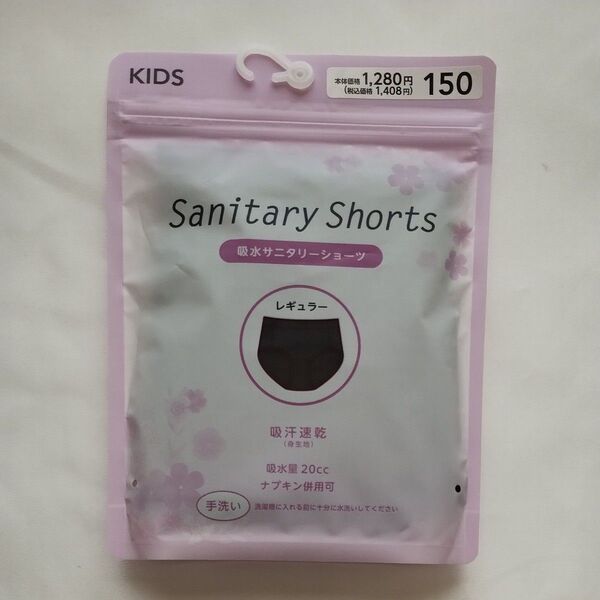 KIDS
本体価格 1,280円
(税込価格 1,408円)
150
Sanitary Shorts
吸水サニタリーショーツ
レギュラー
吸汗速乾
(身生地)
吸水量 20cc
ナプキン併用可
手洗い
洗濯機に入れる前に十分に水洗いしてください